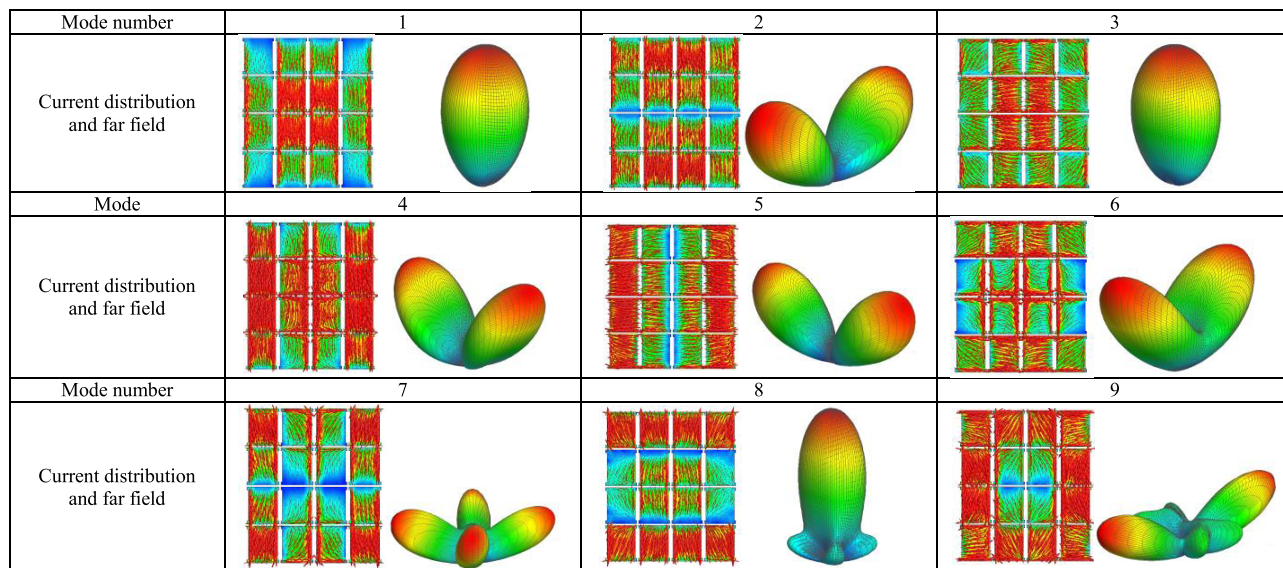 Mode number 1 2 3
Current distribution
and far field
Mode 4 5 6
Current distribution
and far field
Mode number 7 8 9
Current distribution
and far field